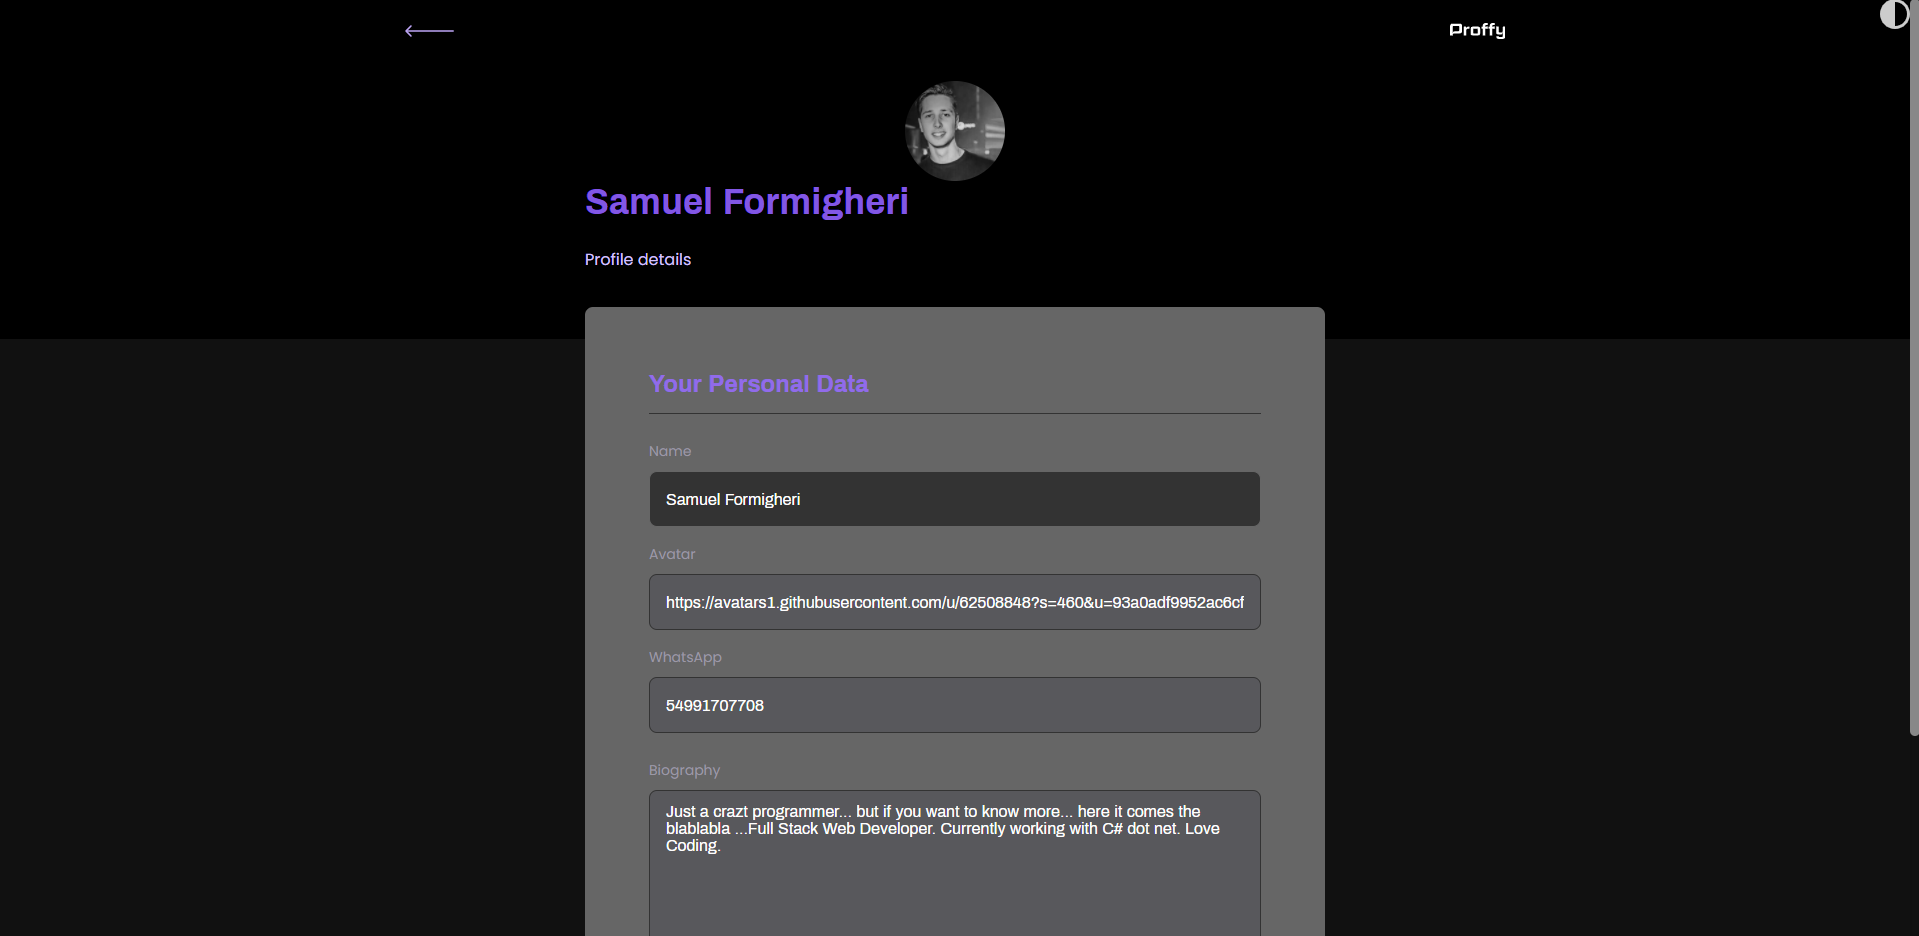 Proffy
Samuel Formigheri
Profile details
Your Personal Data
Name
Samuel Formigheri
Avatar
https://avatars1.githubusercontent.com/u/62508848?s=460&u=93a0adf9952ac6cf
WhatsApp
54991707708
Biography
Just a crazt programmer... but if you want to know more... here it comes the
blablabla ...Full Stack Web Developer. Currently working with C# dot net. Love
Coding.